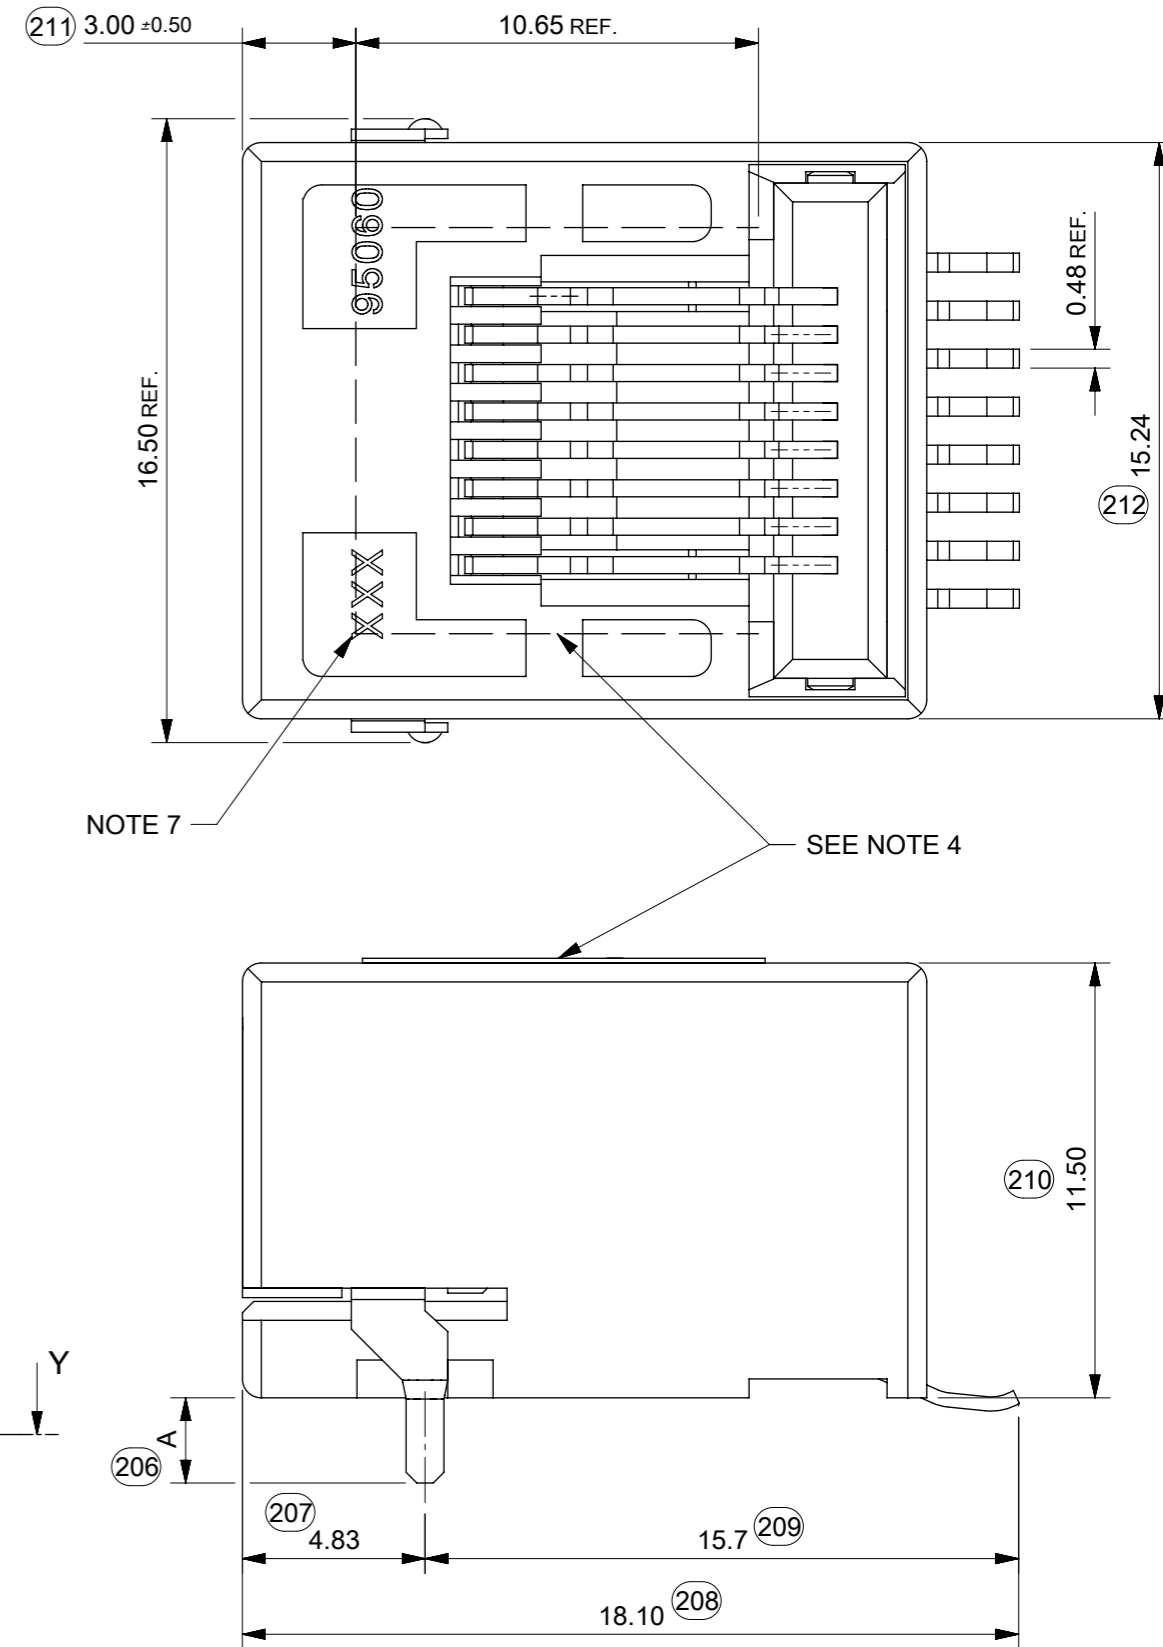 211 3.00 ±0.50
10.65 REF.
95060
0.48 REF.
16.50 REF.
15.24
212
XXX
NOTE 7
SEE NOTE 4
210
11.50
Y
A
206
207
4.83
15.7 209
18.10 208